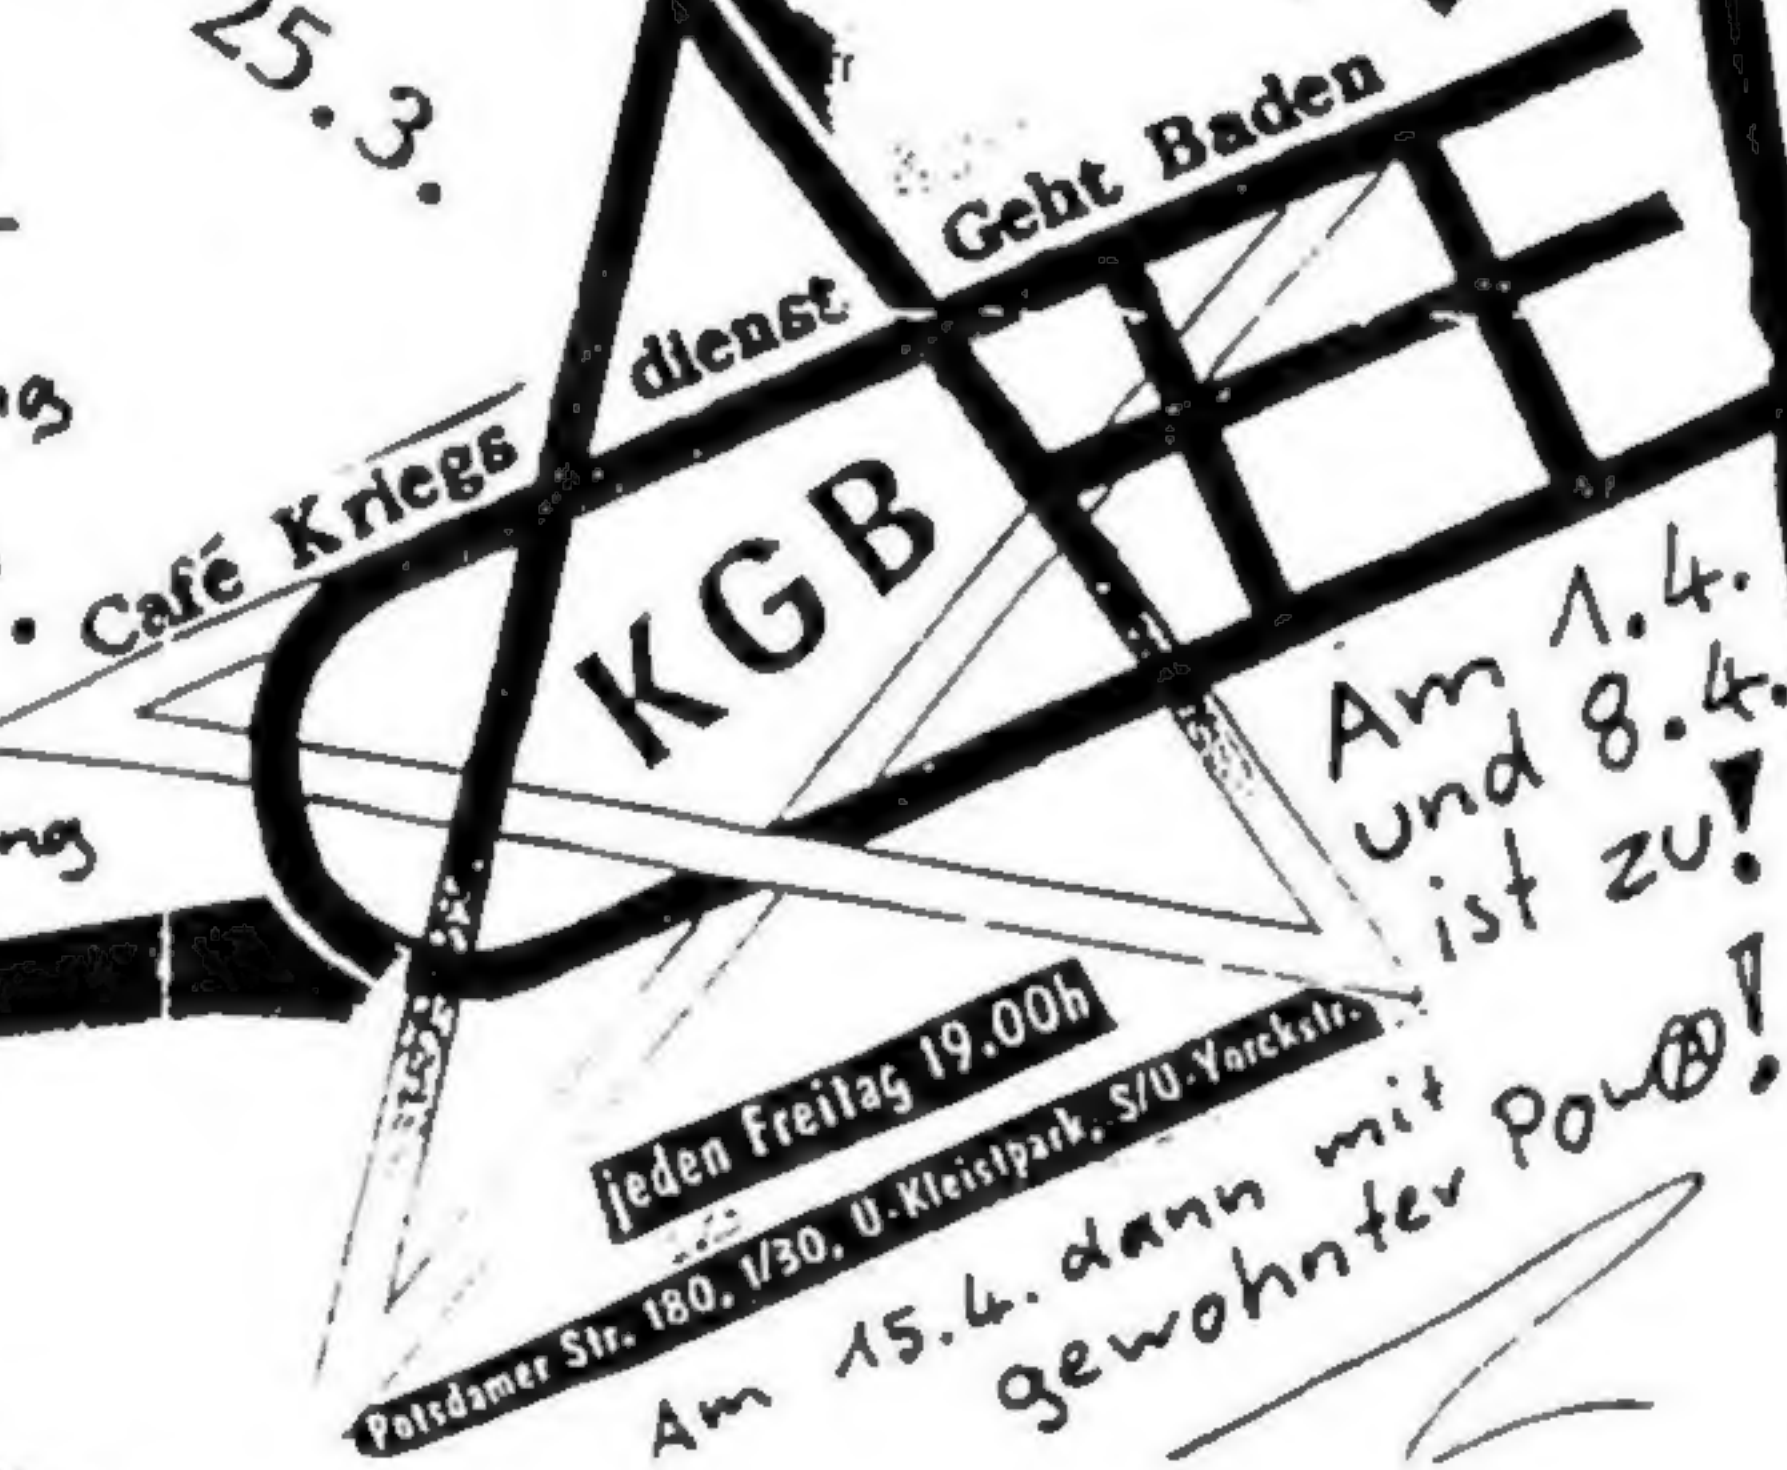 25.3.
Café Kriegs dienst Geht Baden
KGB
Am 1.4.
und 8.4.
ist zu!
jeden Freitag 19.00h
Potsdamer Str. 180, 1/30, U-Kleistpark, S/U-Yorckstr.
Am 15.4. dann mit
gewohnter Pow!